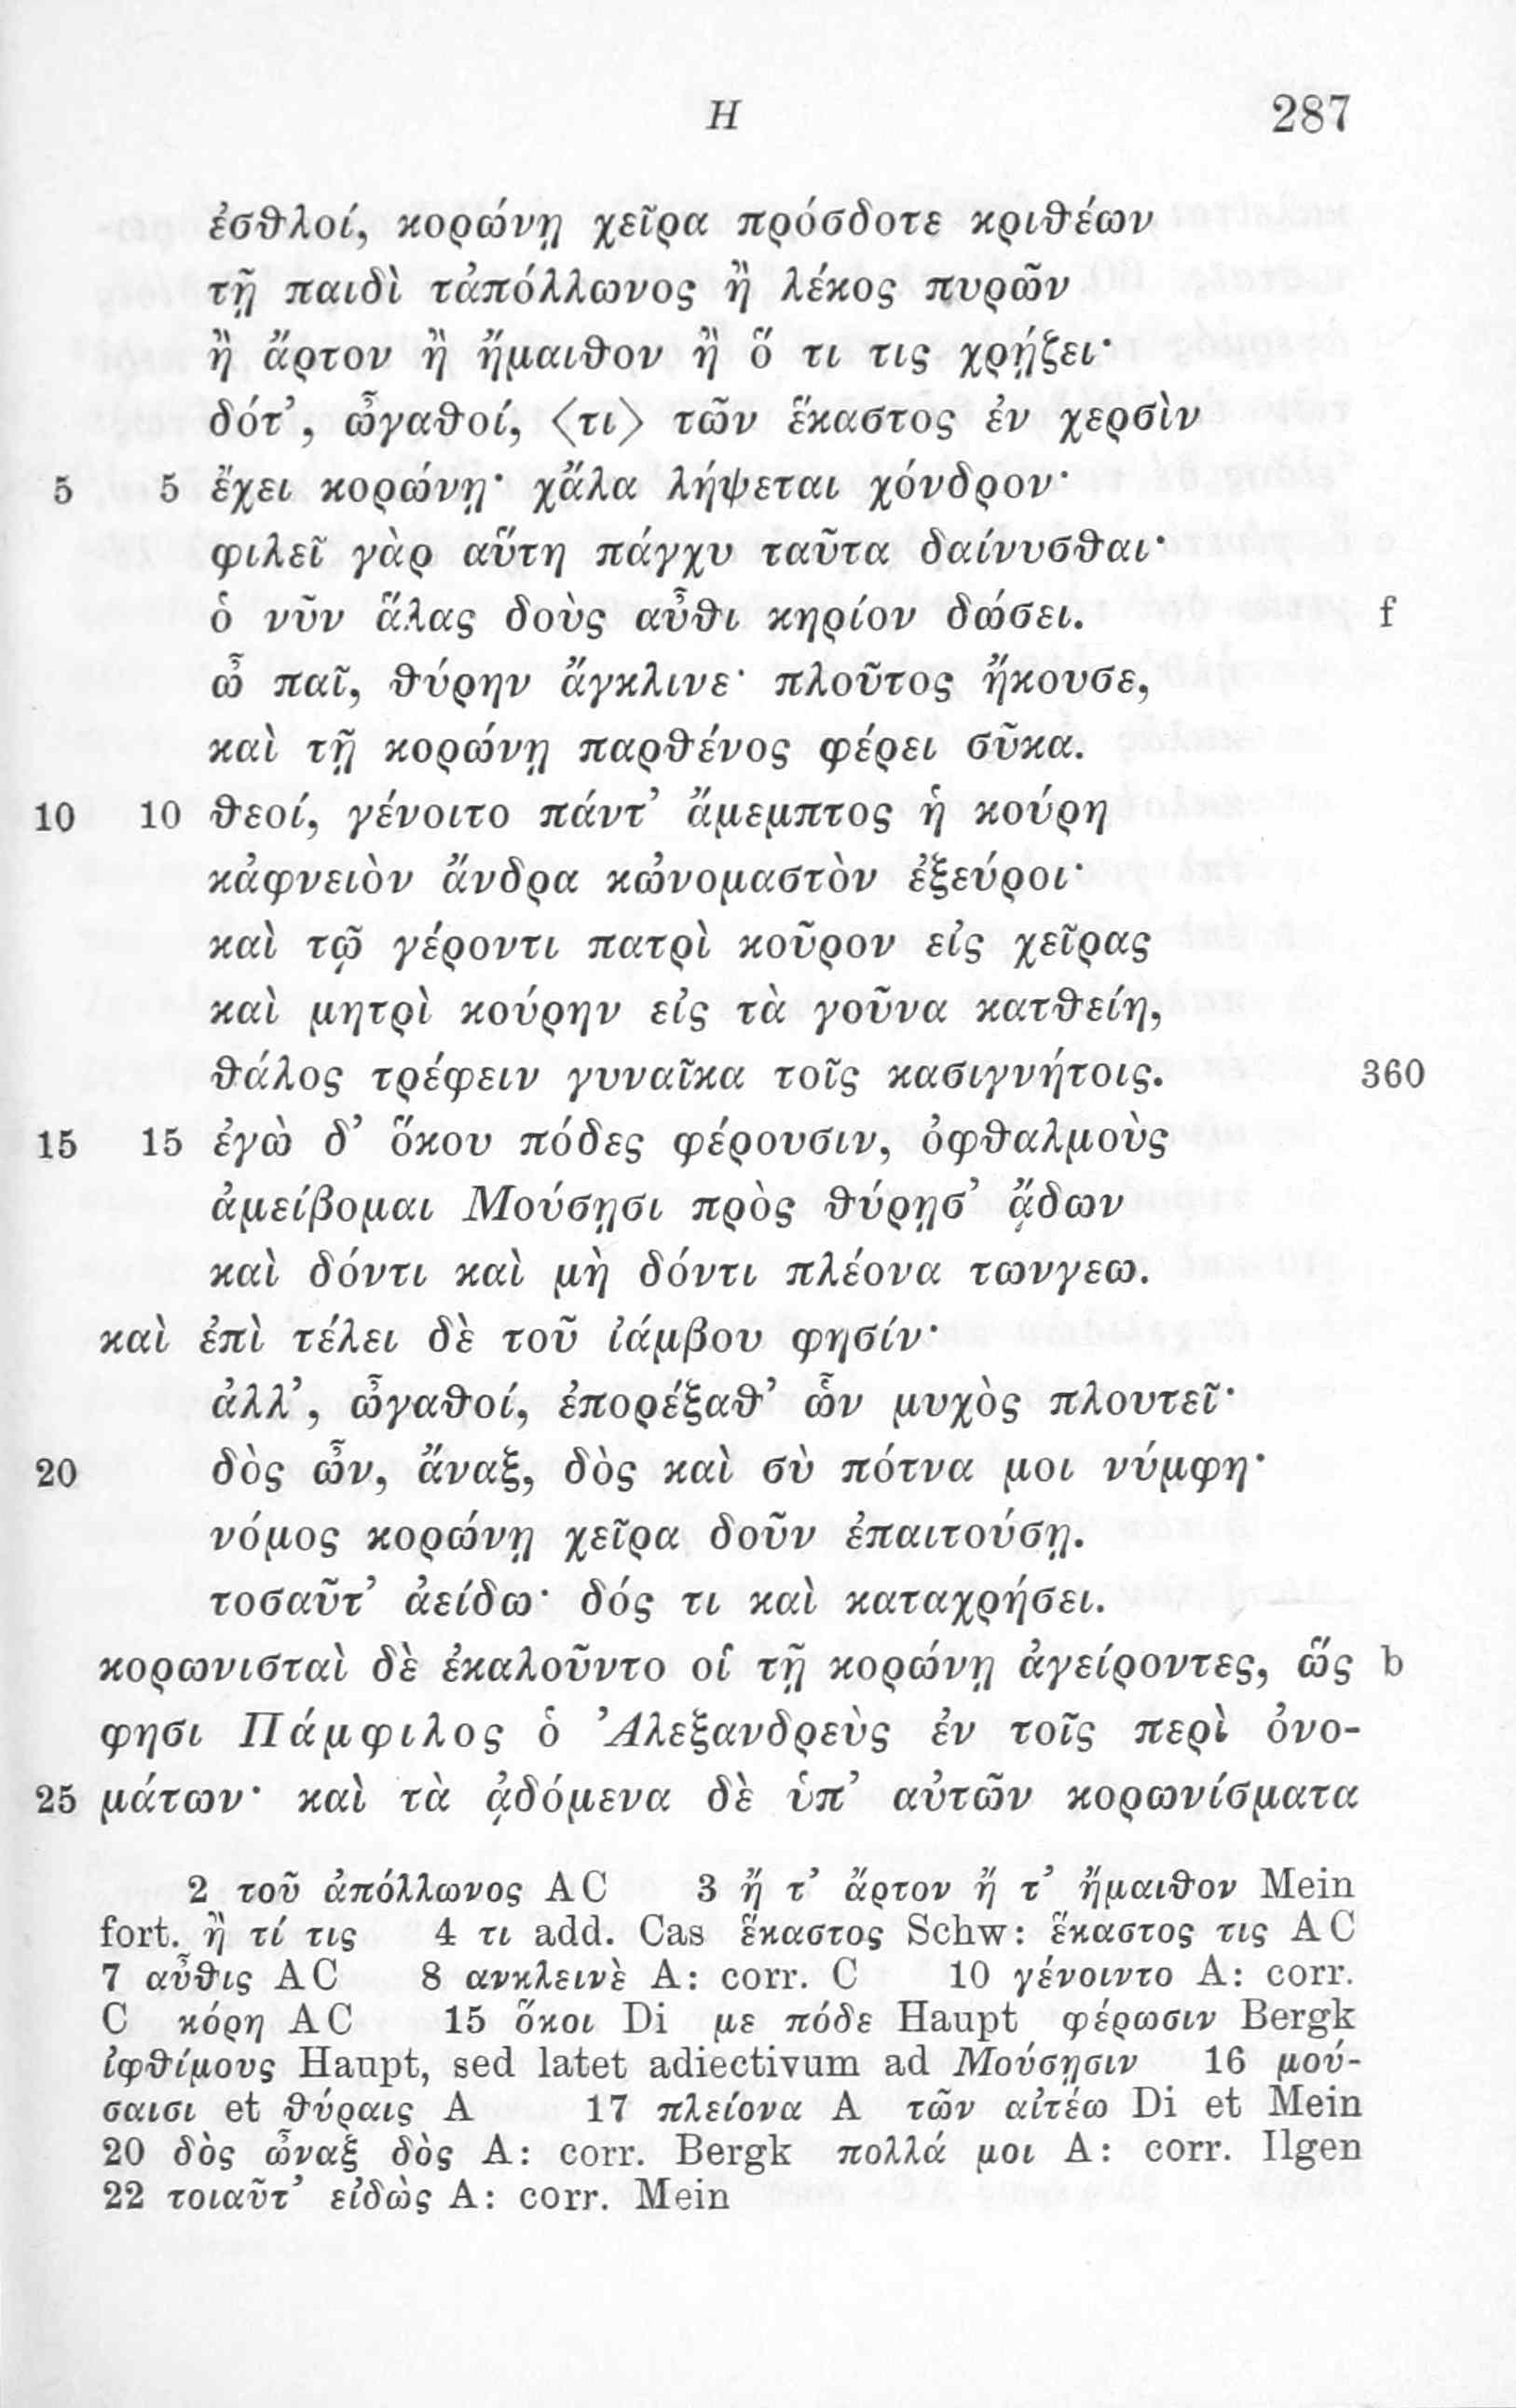 Η 287
ἐσθλοί, κορώνῃ χεῖρα πρόσδοτε κριθέων
τῇ παιδὶ τἀπόλλωνος ἢ λέκος πυρῶν
ἢ ἄρτον ἢ ἤμαιθον ἢ ὅ τι τις χρῄζει·
δότ’, ὦγαθοί, ⟨τι⟩ τῶν ἕκαστος ἐν χερσὶν
5 5 ἔχει κορώνῃ· χἄλα λήψεται χόνδρον·
φιλεῖ γὰρ αὕτη πάγχυ ταῦτα δαίνυσθαι·
ὁ νῦν ἅλας δοὺς αὖθι κηρίον δώσει. f
ὦ παῖ, θύρην ἄγκλινε· πλοῦτος ἤκουσε,
καὶ τῇ κορώνῃ παρθένος φέρει σῦκα.
10 10 θεοί, γένοιτο πάντ’ ἄμεμπτος ἡ κούρη
κἀφνειὸν ἄνδρα κὠνομαστὸν ἐξεύροι·
καὶ τῷ γέροντι πατρὶ κοῦρον εἰς χεῖρας
καὶ μητρὶ κούρην εἰς τὰ γοῦνα κατθείη,
θάλος τρέφειν γυναῖκα τοῖς κασιγνήτοις. 360
15 15 ἐγὼ δ’ ὅκου πόδες φέρουσιν, ὀφθαλμοὺς
ἀμείβομαι Μούσῃσι πρὸς θύρῃσ’ ᾄδων
καὶ δόντι καὶ μὴ δόντι πλέονα τωνγεω.
καὶ ἐπὶ τέλει δὲ τοῦ ἰάμβου φησίν·
ἀλλ’, ὦγαθοί, ἐπορέξαθ’ ὧν μυχὸς πλουτεῖ·
20 δὸς ὦν, ἄναξ, δὸς καὶ σὺ πότνα μοι νύμφη·
νόμος κορώνῃ χεῖρα δοῦν ἐπαιτούσῃ.
τοσαῦτ’ ἀείδω· δός τι καὶ καταχρήσει.
κορωνισταὶ δὲ ἐκαλοῦντο οἱ τῇ κορώνῃ ἀγείροντες, ὥς b
φησι Πάμφιλος ὁ Ἀλεξανδρεὺς ἐν τοῖς περὶ ὀνο-
25 μάτων· καὶ τὰ ᾀδόμενα δὲ ὑπ’ αὐτῶν κορωνίσματα
2 τοῦ ἀπόλλωνος AC 3 ἤ τ’ ἄρτον ἤ τ’ ἤμαιθον Mein
fort. ἢ τί τις 4 τι add. Cas ἕκαστος Schw: ἕκαστος τις AC
7 αὖθις AC 8 ανκλεινὲ A: corr. C 10 γένοιντο A: corr.
C κόρη AC 15 ὅκοι Di με πόδε Haupt φέρωσιν Bergk
ἰφθίμους Haupt, sed latet adiectivum ad Μούσῃσιν 16 μού-
σαισι et θύραις A 17 πλείονα A τῶν αἰτέω Di et Mein
20 δὸς ὦναξ δὸς A: corr. Bergk πολλά μοι A: corr. Ilgen
22 τοιαῦτ’ εἰδὼς A: corr. Mein